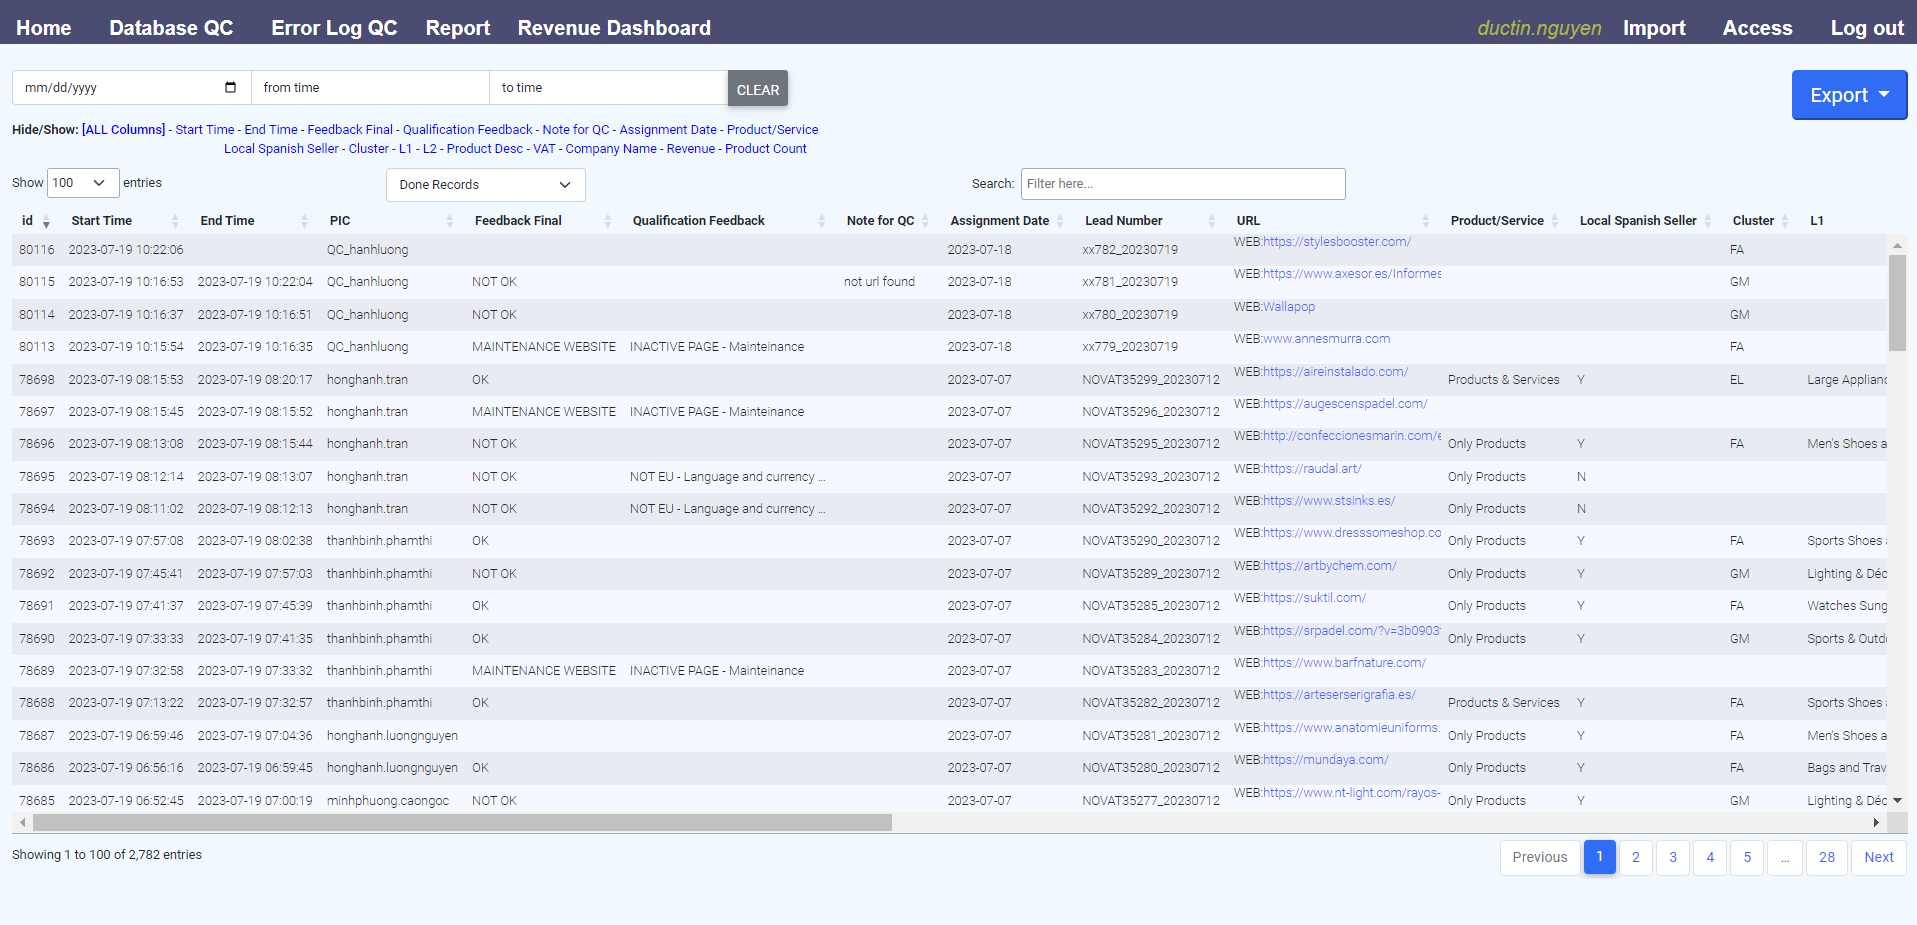 Home Database QC Error Log QC Report Revenue Dashboard ductin.nguyen Import Access Log out
mm/dd/yyyy from time to time CLEAR Export
Hide/Show: [ALL Columns] - Start Time - End Time - Feedback Final - Qualification Feedback - Note for QC - Assignment Date - Product/Service
Local Spanish Seller - Cluster - L1 - L2 - Product Desc - VAT - Company Name - Revenue - Product Count
Show 100 entries Done Records Search: Filter here...
id Start Time End Time PIC Feedback Final Qualification Feedback Note for QC Assignment Date Lead Number URL Product/Service Local Spanish Seller Cluster L1
80116 2023-07-19 10:22:06 QC_hanhluong 2023-07-18 xx782_20230719 WEB:https://stylesbooster.com/ FA
80115 2023-07-19 10:16:53 2023-07-19 10:22:04 QC_hanhluong NOT OK not url found 2023-07-18 xx781_20230719 WEB:https://www.axesor.es/Informes GM
80114 2023-07-19 10:16:37 2023-07-19 10:16:51 QC_hanhluong NOT OK 2023-07-18 xx780_20230719 WEB:Wallapop GM
80113 2023-07-19 10:15:54 2023-07-19 10:16:35 QC_hanhluong MAINTENANCE WEBSITE INACTIVE PAGE - Mainteinance 2023-07-18 xx779_20230719 WEB:www.annesmurra.com FA
78698 2023-07-19 08:15:53 2023-07-19 08:20:17 honghanh.tran OK 2023-07-07 NOVAT35299_20230712 WEB:https://aireinstalado.com/ Products & Services Y EL Large Applianc
78697 2023-07-19 08:15:45 2023-07-19 08:15:52 honghanh.tran MAINTENANCE WEBSITE INACTIVE PAGE - Mainteinance 2023-07-07 NOVAT35296_20230712 WEB:https://augescenspadel.com/
78696 2023-07-19 08:13:08 2023-07-19 08:15:44 honghanh.tran NOT OK 2023-07-07 NOVAT35295_20230712 WEB:http://confeccionesmarin.com/e Only Products Y FA Men's Shoes a
78695 2023-07-19 08:12:14 2023-07-19 08:13:07 honghanh.tran NOT OK NOT EU - Language and currency ... 2023-07-07 NOVAT35293_20230712 WEB:https://raudal.art/ Only Products N
78694 2023-07-19 08:11:02 2023-07-19 08:12:13 honghanh.tran NOT OK NOT EU - Language and currency ... 2023-07-07 NOVAT35292_20230712 WEB:https://www.stsinks.es/ Only Products N
78693 2023-07-19 07:57:08 2023-07-19 08:02:38 thanhbinh.phamthi OK 2023-07-07 NOVAT35290_20230712 WEB:https://www.dresssomeshop.co Only Products Y FA Sports Shoes
78692 2023-07-19 07:45:41 2023-07-19 07:57:03 thanhbinh.phamthi NOT OK 2023-07-07 NOVAT35289_20230712 WEB:https://artbychem.com/ Only Products Y GM Lighting & Déc
78691 2023-07-19 07:41:37 2023-07-19 07:45:39 thanhbinh.phamthi OK 2023-07-07 NOVAT35285_20230712 WEB:https://suktil.com/ Only Products Y FA Watches Sung
78690 2023-07-19 07:33:33 2023-07-19 07:41:35 thanhbinh.phamthi OK 2023-07-07 NOVAT35284_20230712 WEB:https://srpadel.com/?v=3b0903 Only Products Y GM Sports & Outd
78689 2023-07-19 07:32:58 2023-07-19 07:33:32 thanhbinh.phamthi MAINTENANCE WEBSITE INACTIVE PAGE - Mainteinance 2023-07-07 NOVAT35283_20230712 WEB:https://www.barfnature.com/
78688 2023-07-19 07:13:22 2023-07-19 07:32:57 thanhbinh.phamthi OK 2023-07-07 NOVAT35282_20230712 WEB:https://arteserserigrafia.es/ Products & Services Y FA Sports Shoes
78687 2023-07-19 06:59:46 2023-07-19 07:04:36 honghanh.luongnguyen 2023-07-07 NOVAT35281_20230712 WEB:https://www.anatomieuniforms. Only Products Y FA Men's Shoes a
78686 2023-07-19 06:56:16 2023-07-19 06:59:45 honghanh.luongnguyen OK 2023-07-07 NOVAT35280_20230712 WEB:https://mundaya.com/ Only Products Y FA Bags and Trav
78685 2023-07-19 06:52:45 2023-07-19 07:00:19 minhphuong.caongoc NOT OK 2023-07-07 NOVAT35277_20230712 WEB:https://www.nt-light.com/rayos- Only Products Y GM Lighting & Déc
Showing 1 to 100 of 2,782 entries Previous 1 2 3 4 5 ... 28 Next